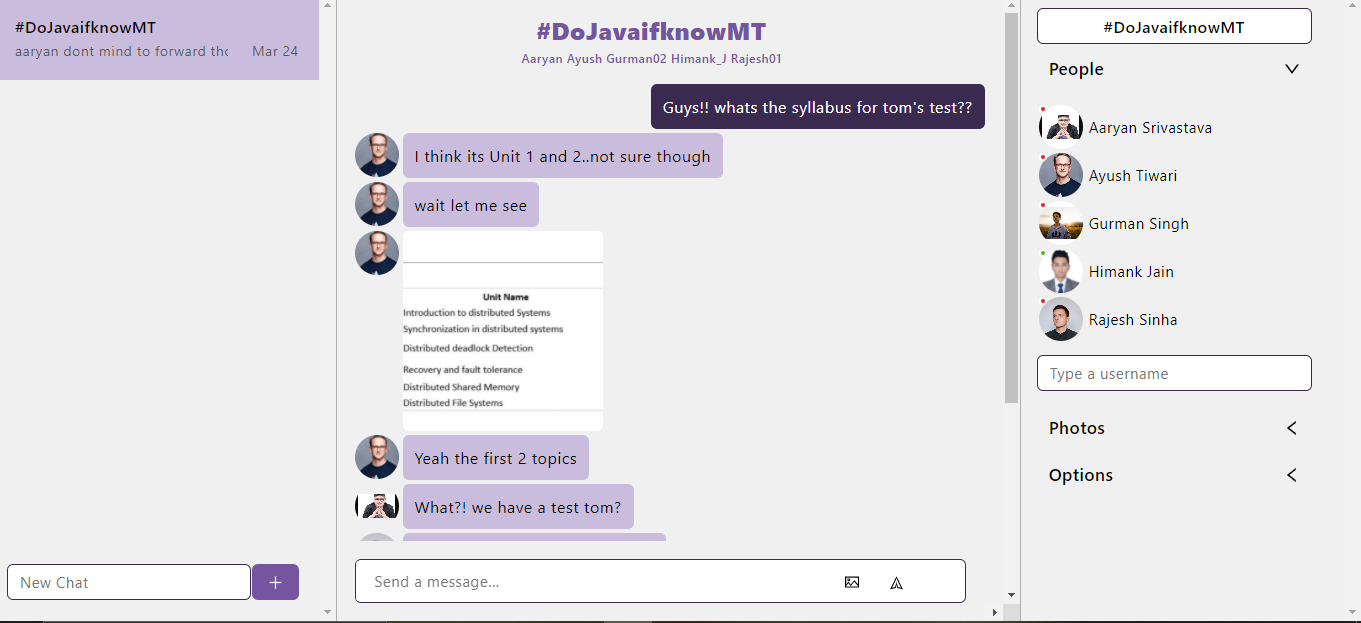 #DoJavaifknowMT
aaryan dont mind to forward
Mar 24
New Chat
+
#DoJavaifknowMT
Aaryan Ayush Gurman02 Himank_J Rajesh01
Guys!! whats the syllabus for tom's test??
I think its Unit 1 and 2..not sure though
wait let me see
Unit Name
Introduction to distributed Systems
Synchronization in distributed systems
Distributed deadlock Detection
Recovery and fault tolerance
Distributed Shared Memory
Distributed File Systems
Yeah the first 2 topics
What?! we have a test tom?
Send a message...
#DoJavaifknowMT
People
Aaryan Srivastava
Ayush Tiwari
Gurman Singh
Himank Jain
Rajesh Sinha
Type a username
Photos
Options